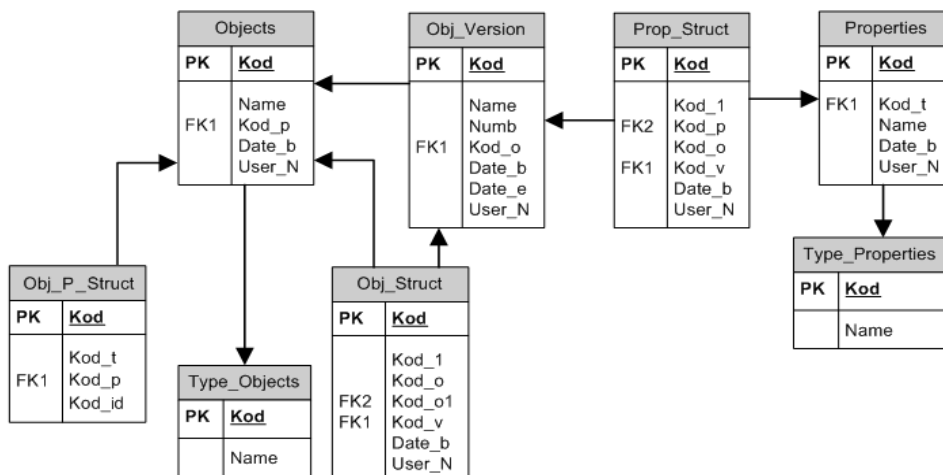 Objects
PK Kod
Name
FK1 Kod_p
Date_b
User_N
Obj_Version
PK Kod
Name
Numb
FK1 Kod_o
Date_b
Date_e
User_N
Prop_Struct
PK Kod
Kod_1
FK2 Kod_p
Kod_o
FK1 Kod_v
Date_b
User_N
Properties
PK Kod
FK1 Kod_t
Name
Date_b
User_N
Obj_P_Struct
PK Kod
Kod_t
FK1 Kod_p
Kod_id
Type_Objects
PK Kod
Name
Obj_Struct
PK Kod
Kod_1
Kod_o
FK2 Kod_o1
FK1 Kod_v
Date_b
User_N
Type_Properties
PK Kod
Name